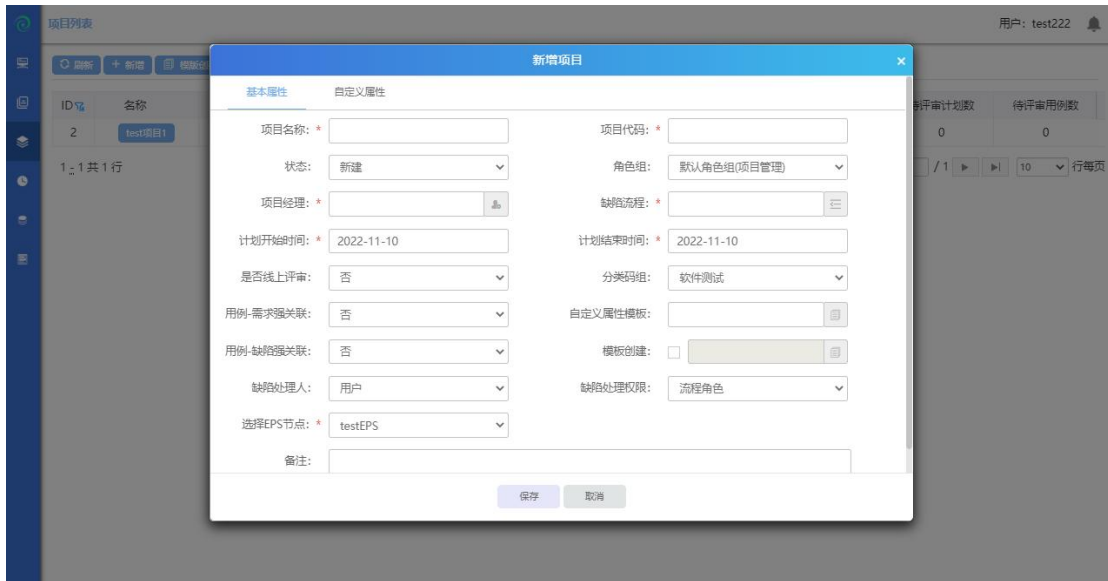 项目列表
用户: test222
刷新 + 新增 模版创
新增项目 ×
基本属性 自定义属性
ID 名称 待评审计划数 待评审用例数
2 test项目1 0 0
1 - 1 共 1 行 / 1 10 行每页
项目名称: * 项目代码: *
状态: 新建 角色组: 默认角色组(项目管理)
项目经理: * 缺陷流程: *
计划开始时间: * 2022-11-10 计划结束时间: * 2022-11-10
是否线上评审: 否 分类码组: 软件测试
用例-需求强关联: 否 自定义属性模板:
用例-缺陷强关联: 否 模板创建:
缺陷处理人: 用户 缺陷处理权限: 流程角色
选择EPS节点: * testEPS
备注:
保存 取消